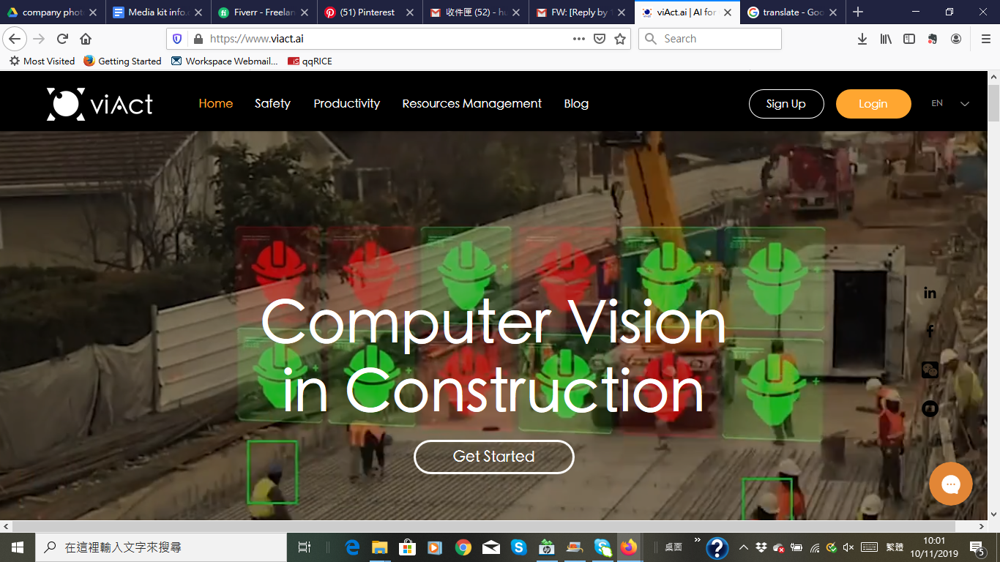 company phot
Media kit info.
Fiverr - Freelan
(51) Pinterest
收件匣 (52) - hu
FW: [Reply by 1
viAct.ai | AI for
translate - Goo
https://www.viact.ai
Search
Most Visited
Getting Started
Workspace Webmail...
qqRICE
viAct
Home
Safety
Productivity
Resources Management
Blog
Sign Up
Login
EN
Computer Vision
in Construction
Get Started
在這裡輸入文字來搜尋
桌面
繁體
10:01
10/11/2019
5